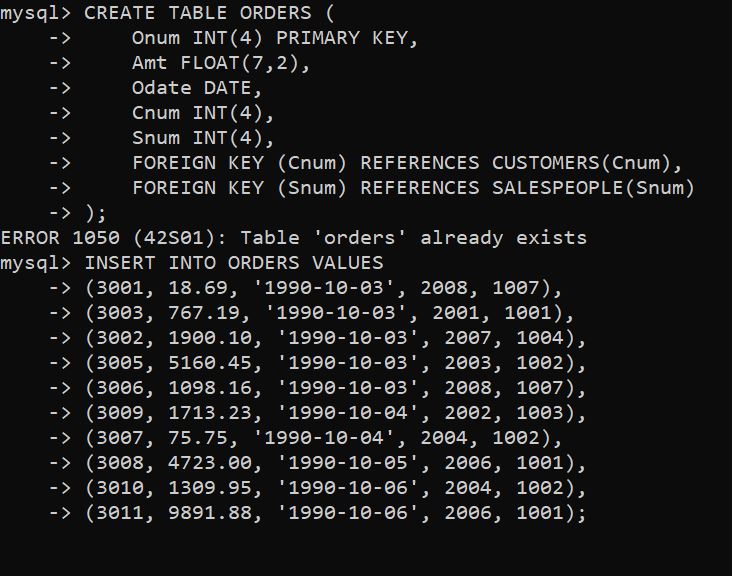 mysql> CREATE TABLE ORDERS (
    ->     Onum INT(4) PRIMARY KEY,
    ->     Amt FLOAT(7,2),
    ->     Odate DATE,
    ->     Cnum INT(4),
    ->     Snum INT(4),
    ->     FOREIGN KEY (Cnum) REFERENCES CUSTOMERS(Cnum),
    ->     FOREIGN KEY (Snum) REFERENCES SALESPEOPLE(Snum)
    -> );
ERROR 1050 (42S01): Table 'orders' already exists
mysql> INSERT INTO ORDERS VALUES
    -> (3001, 18.69, '1990-10-03', 2008, 1007),
    -> (3003, 767.19, '1990-10-03', 2001, 1001),
    -> (3002, 1900.10, '1990-10-03', 2007, 1004),
    -> (3005, 5160.45, '1990-10-03', 2003, 1002),
    -> (3006, 1098.16, '1990-10-03', 2008, 1007),
    -> (3009, 1713.23, '1990-10-04', 2002, 1003),
    -> (3007, 75.75, '1990-10-04', 2004, 1002),
    -> (3008, 4723.00, '1990-10-05', 2006, 1001),
    -> (3010, 1309.95, '1990-10-06', 2004, 1002),
    -> (3011, 9891.88, '1990-10-06', 2006, 1001);